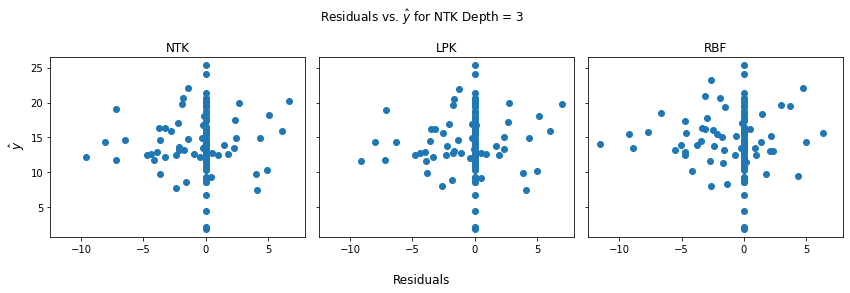 Residuals vs. ŷ for NTK Depth = 3
NTK LPK RBF
25
20
15
10
5
ŷ
−10 −5 0 5 −10 −5 0 5 −10 −5 0 5
Residuals